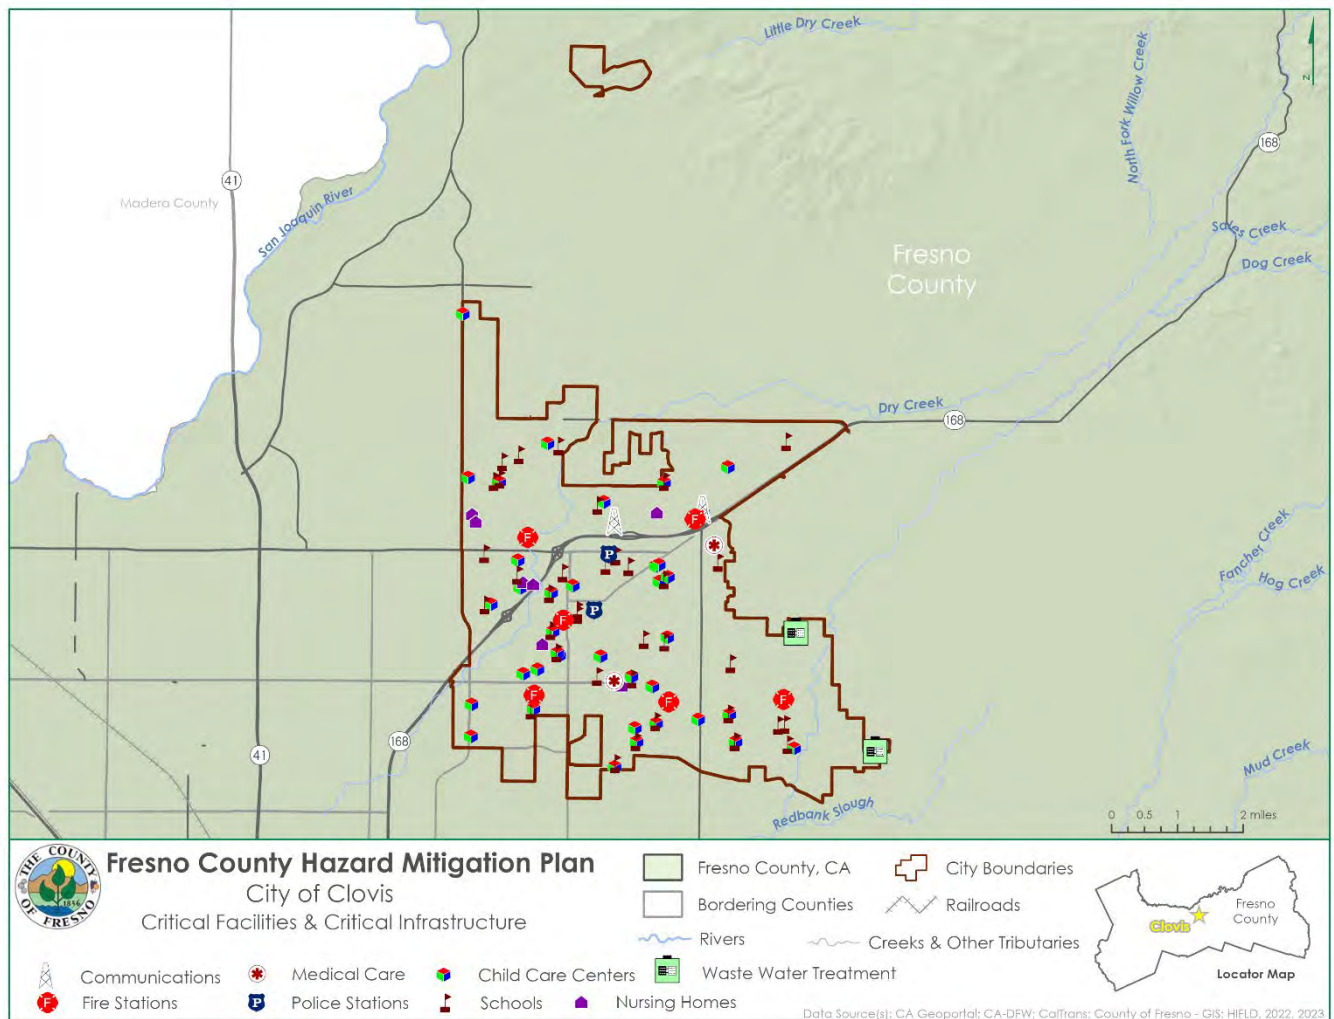 Little Dry Creek
North Fork Willow Creek
N
168
41
Madera County
San Joaquin River
Sales Creek
Dog Creek
Fresno
County
Dry Creek
168
Fancher Creek
Hog Creek
F
F
P
P
F
F
F
F
168
41
Mud Creek
Redbank Slough
0 0.5 1 2 miles
THE COUNTY
OF FRESNO
1856
Fresno County Hazard Mitigation Plan
City of Clovis
Critical Facilities & Critical Infrastructure
Fresno County, CA
City Boundaries
Bordering Counties
Railroads
Rivers
Creeks & Other Tributaries
Communications
Medical Care
Child Care Centers
Waste Water Treatment
F Fire Stations
P Police Stations
Schools
Nursing Homes
Fresno
County
Clovis
Locator Map
Data Source(s): CA Geoportal; CA-DFW; CalTrans; County of Fresno - GIS; HIFLD, 2022, 2023